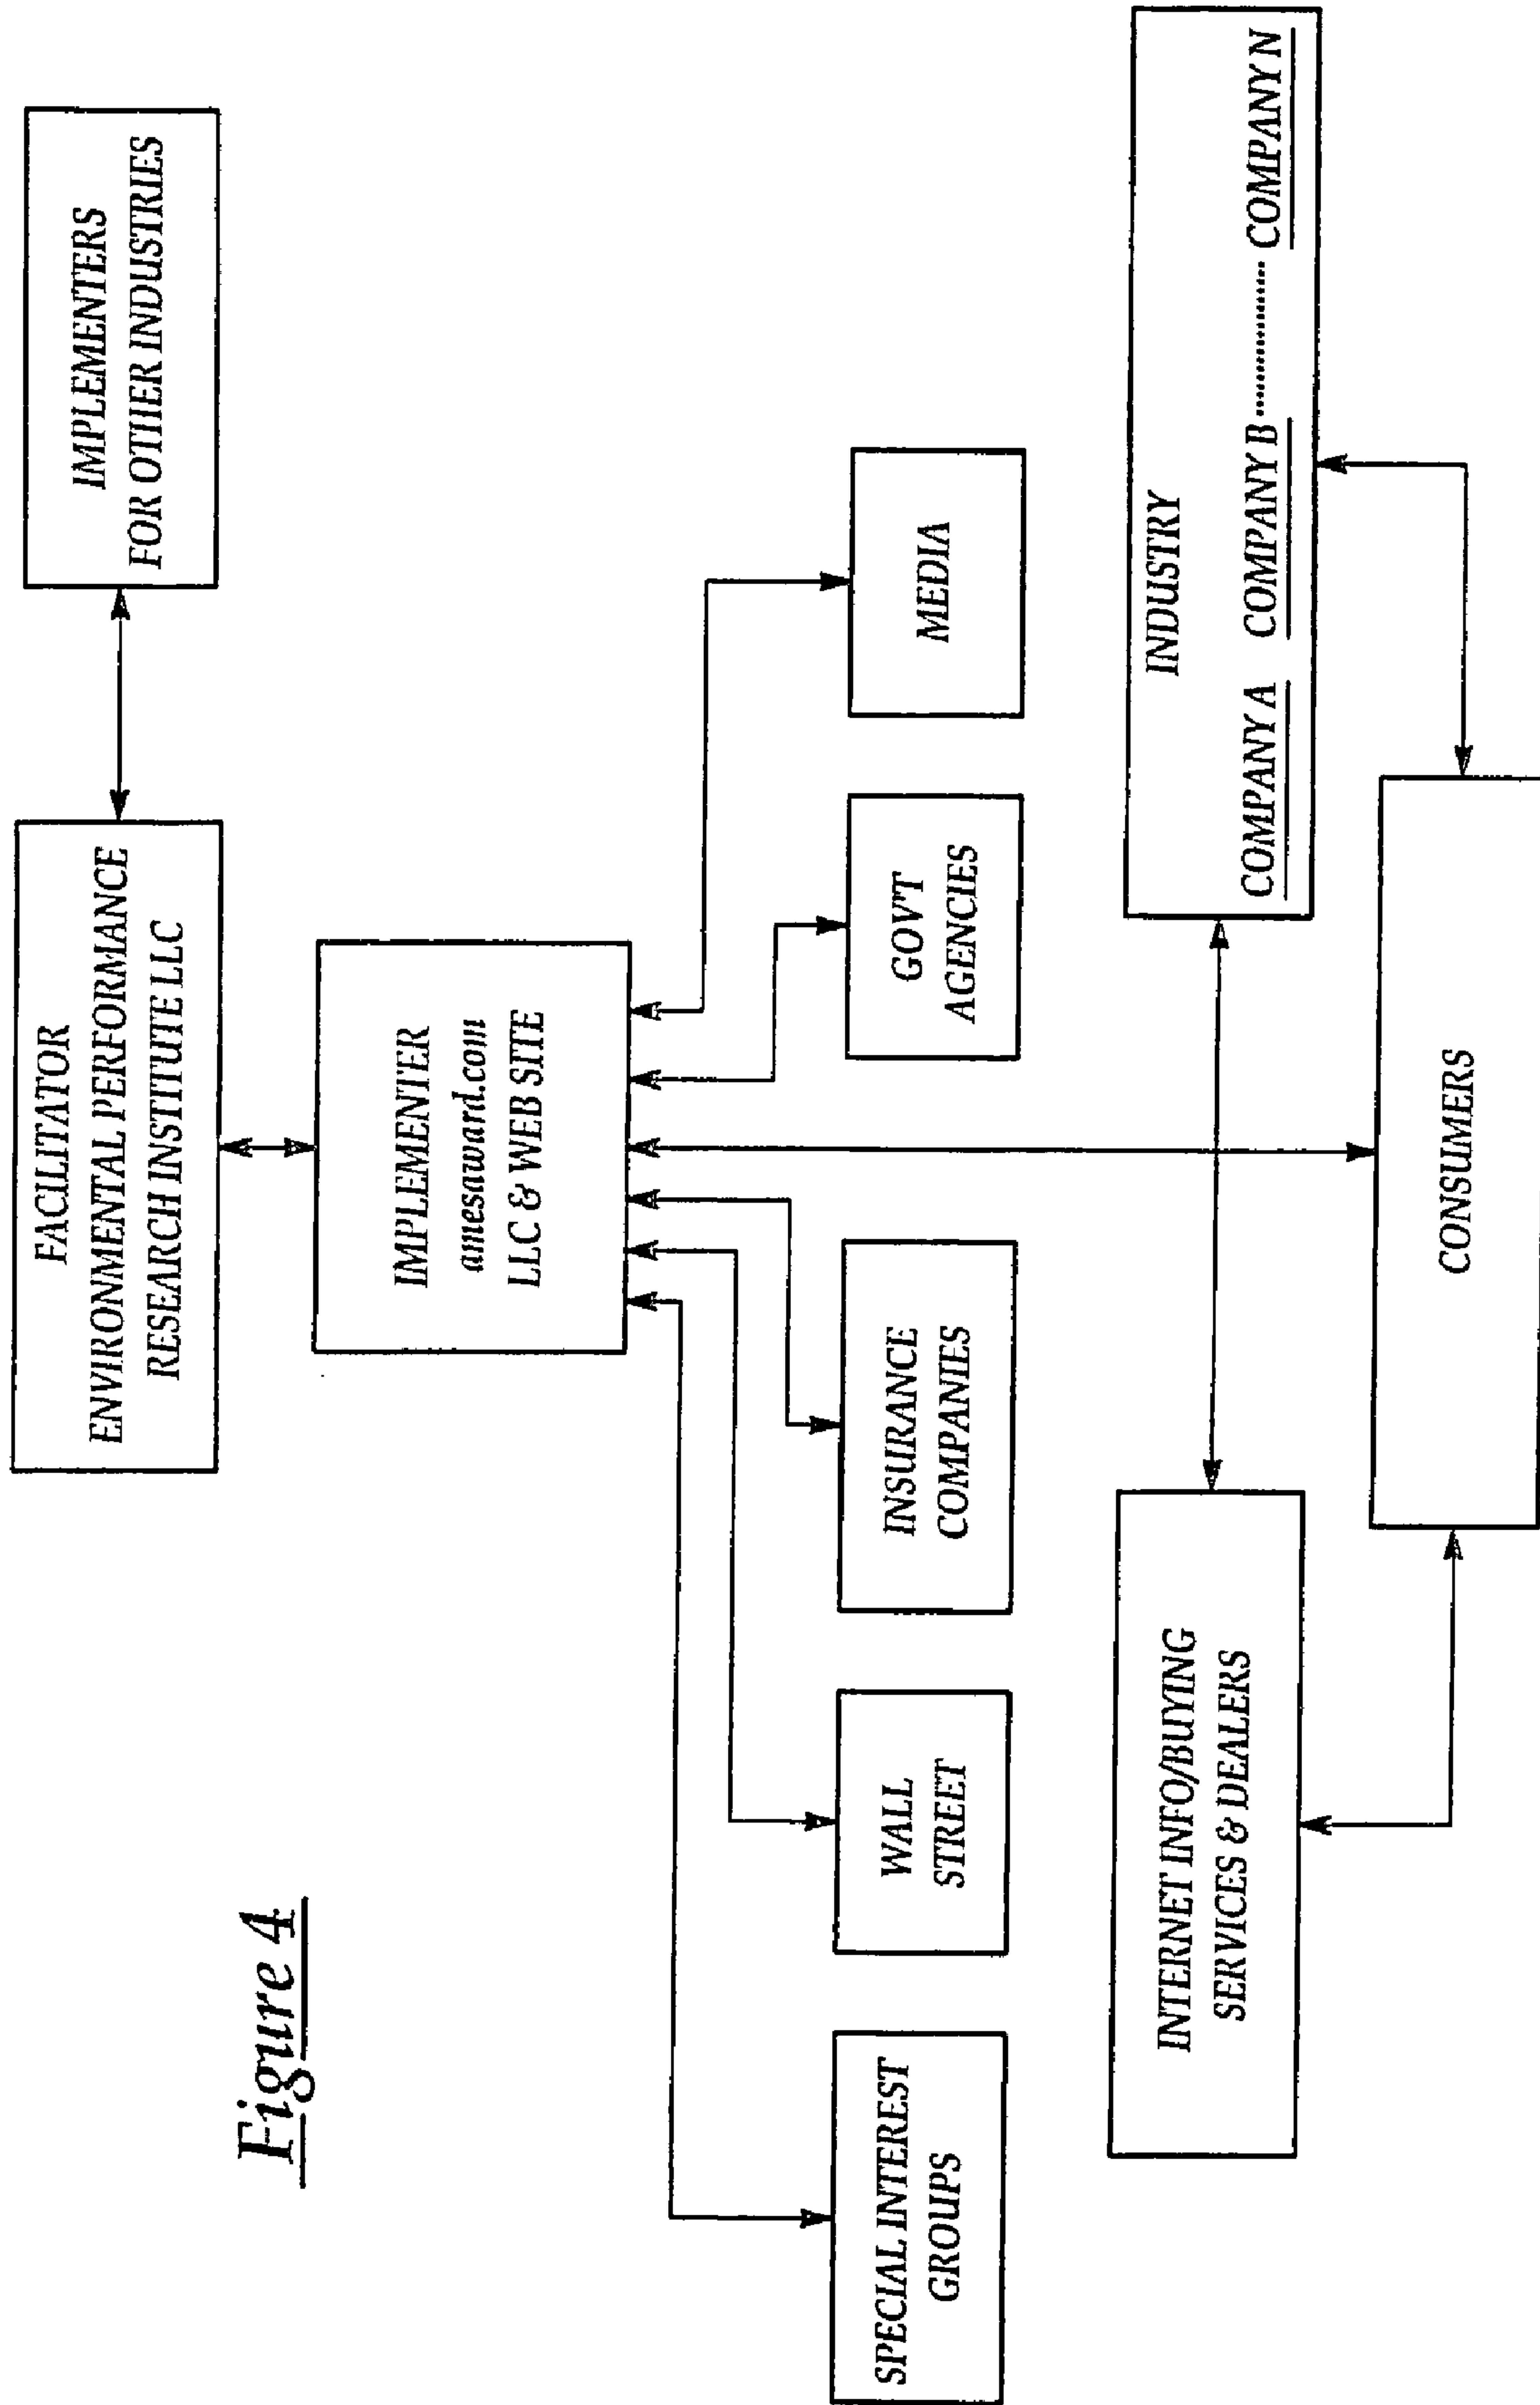 Figure 4
FACILITATOR
ENVIRONMENTAL PERFORMANCE
RESEARCH INSTITUTE LLC
IMPLEMENTERS
FOR OTHER INDUSTRIES
IMPLEMENTER
amesaward.com
LLC & WEB SITE
SPECIAL INTEREST
GROUPS
WALL
STREET
INSURANCE
COMPANIES
GOVT
AGENCIES
MEDIA
INTERNET INFO/BUYING
SERVICES & DEALERS
INDUSTRY
COMPANY A COMPANY B ................ COMPANY N
CONSUMERS